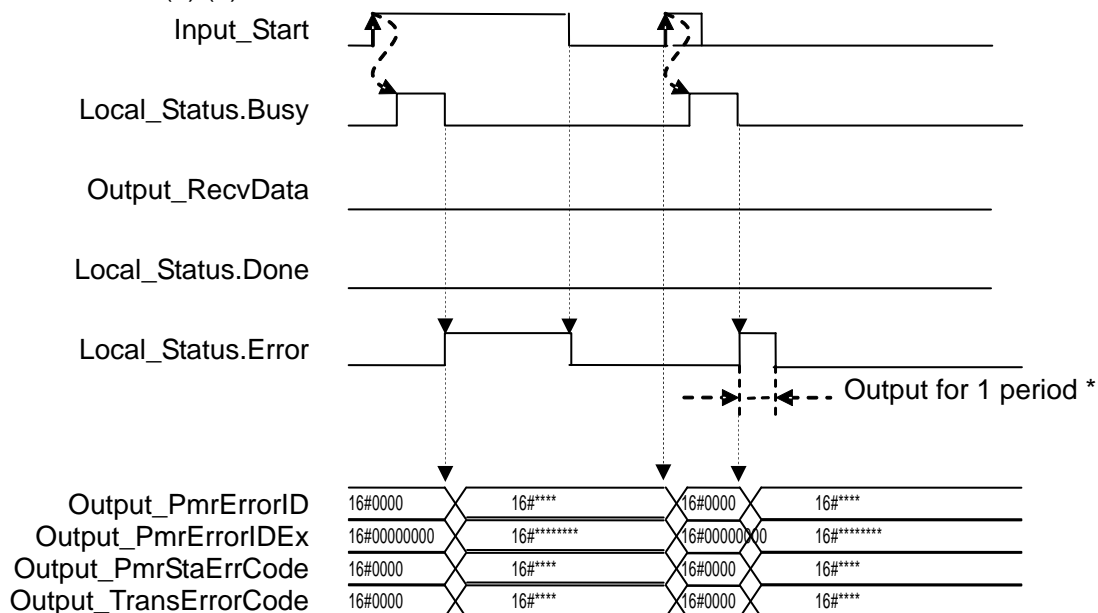 Input_Start
Local_Status.Busy
Output_RecvData
Local_Status.Done
Local_Status.Error
Output for 1 period *
Output_PmrErrorID 16#0000 16#**** 16#0000 16#****
Output_PmrErrorIDEx 16#00000000 16#******** 16#00000000 16#********
Output_PmrStaErrCode 16#0000 16#**** 16#0000 16#****
Output_TransErrorCode 16#0000 16#**** 16#0000 16#****